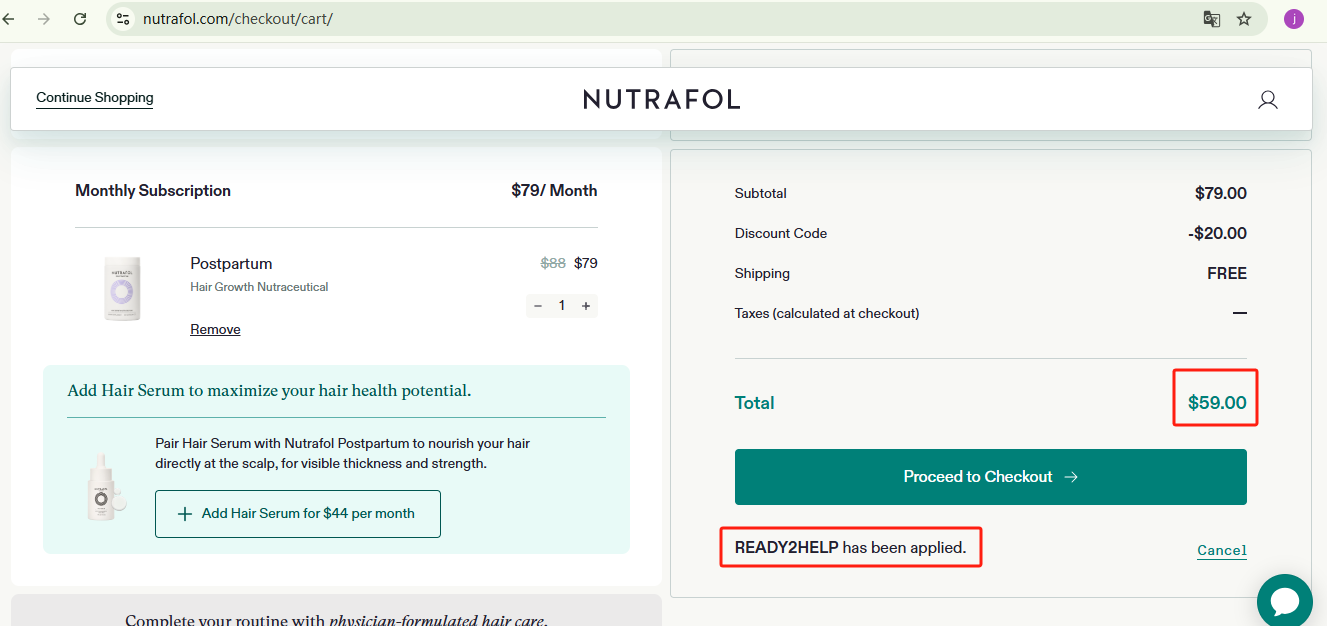 nutrafol.com/checkout/cart/
j
Continue Shopping
NUTRAFOL
Monthly Subscription
$79/ Month
Postpartum
$88 $79
Hair Growth Nutraceutical
− 1 +
Remove
Add Hair Serum to maximize your hair health potential.
Pair Hair Serum with Nutrafol Postpartum to nourish your hair
directly at the scalp, for visible thickness and strength.
+ Add Hair Serum for $44 per month
Complete your routine with physician-formulated hair care.
Subtotal
$79.00
Discount Code
-$20.00
Shipping
FREE
Taxes (calculated at checkout)
—
Total
$59.00
Proceed to Checkout →
READY2HELP has been applied.
Cancel